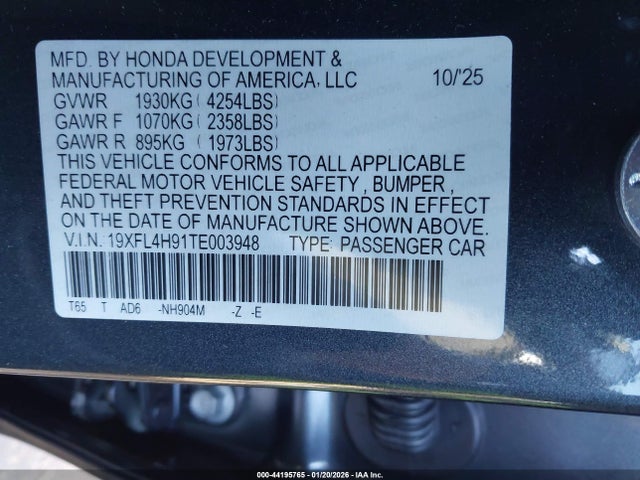 MFD. BY HONDA DEVELOPMENT &
MANUFACTURING OF AMERICA, LLC 10/'25
GVWR 1930KG ( 4254LBS)
GAWR F 1070KG ( 2358LBS)
GAWR R 895KG ( 1973LBS)
THIS VEHICLE CONFORMS TO ALL APPLICABLE
FEDERAL MOTOR VEHICLE SAFETY , BUMPER ,
AND THEFT PREVENTION STANDARDS IN EFFECT
ON THE DATE OF MANUFACTURE SHOWN ABOVE.
V.I.N. 19XFL4H91TE003948 TYPE: PASSENGER CAR
T65 T AD6 -NH904M -Z -E
000-44195765 - 01/20/2026 - IAAI Inc.